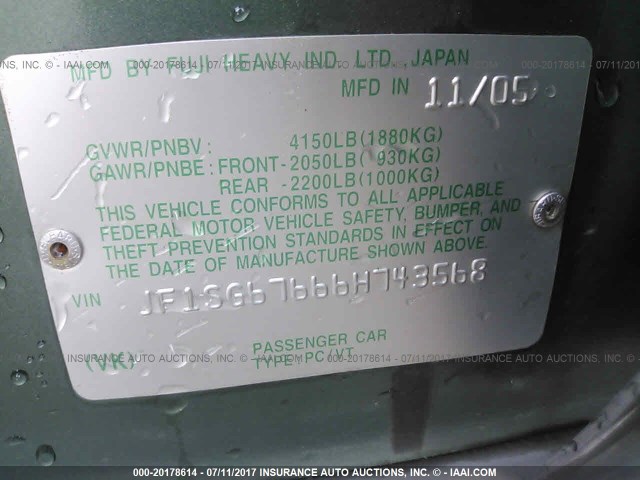 MFD BY FUJI HEAVY IND. LTD., JAPAN
MFD IN 11/05
GVWR/PNBV: 4150LB(1880KG)
GAWR/PNBE: FRONT-2050LB( 930KG)
REAR -2200LB(1000KG)
THIS VEHICLE CONFORMS TO ALL APPLICABLE
FEDERAL MOTOR VEHICLE SAFETY, BUMPER, AND
THEFT PREVENTION STANDARDS IN EFFECT ON
THE DATE OF MANUFACTURE SHOWN ABOVE.
VIN JF1SG67666H743568
PASSENGER CAR
(VK) TYPE: PC/VT
000-20178614 - 07/11/2017 INSURANCE AUTO AUCTIONS, INC. - © IAAI.COM